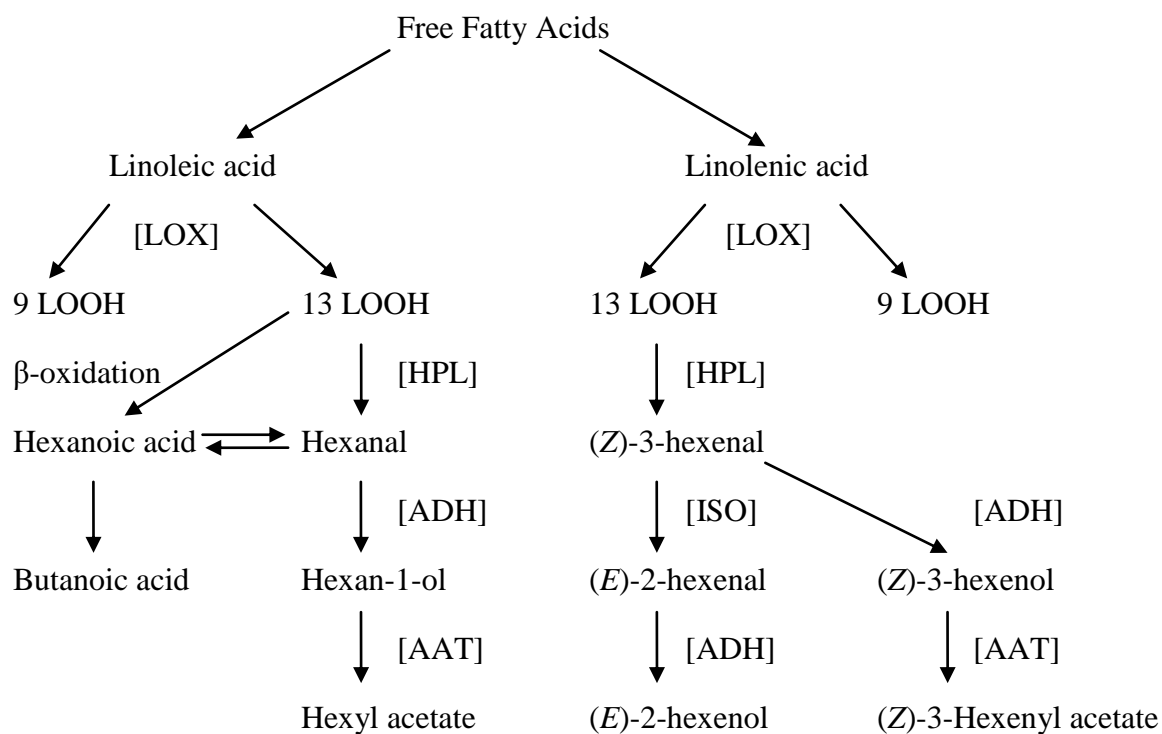 Free Fatty Acids
Linoleic acid Linolenic acid
[LOX] [LOX]
9 LOOH 13 LOOH 13 LOOH 9 LOOH
β-oxidation [HPL] [HPL]
Hexanoic acid Hexanal (Z)-3-hexenal
[ADH] [ISO] [ADH]
Butanoic acid Hexan-1-ol (E)-2-hexenal (Z)-3-hexenol
[AAT] [ADH] [AAT]
Hexyl acetate (E)-2-hexenol (Z)-3-Hexenyl acetate